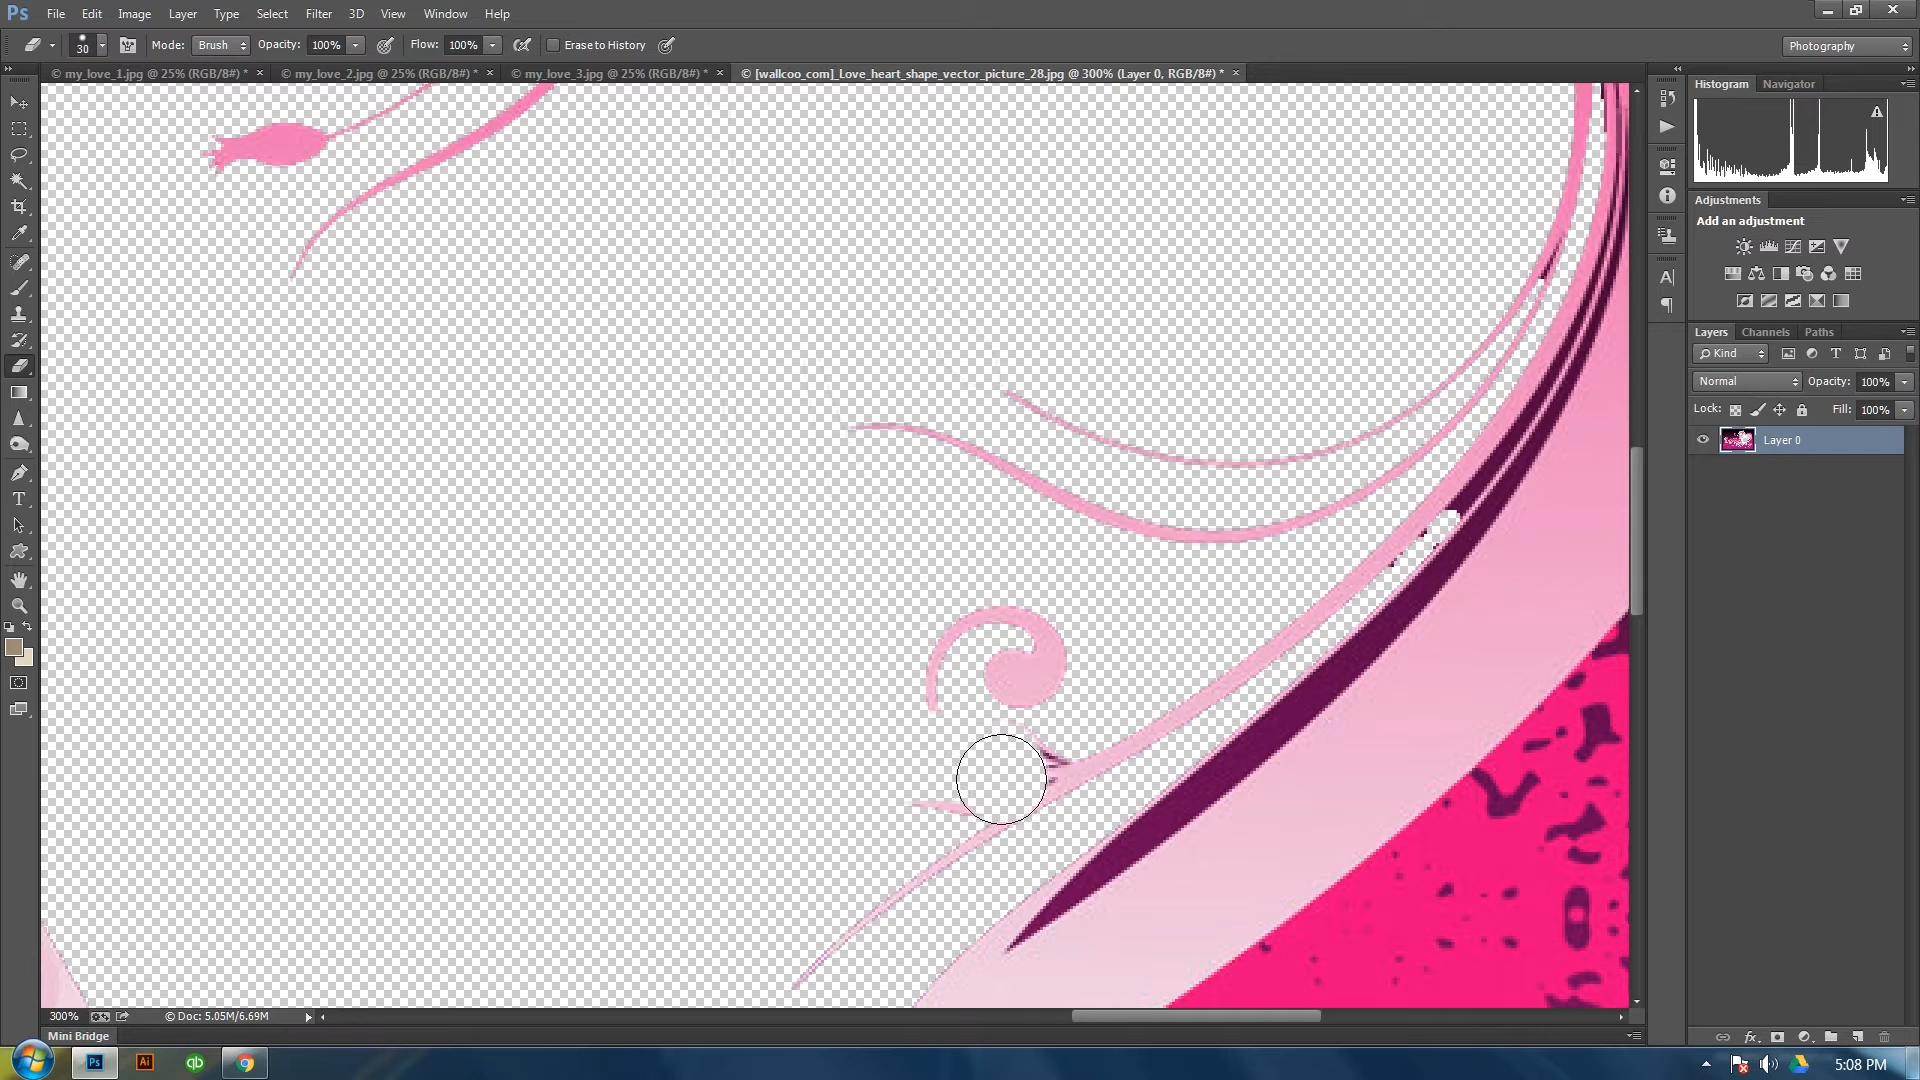 Ps File Edit Image Layer Type Select Filter 3D View Window Help
30 Mode: Brush Opacity: 100% Flow: 100% Erase to History Photography
© my_love_1.jpg @ 25% (RGB/8#) * × © my_love_2.jpg @ 25% (RGB/8#) * × © my_love_3.jpg @ 25% (RGB/8#) * × © [wallcoo_com]_Love_heart_shape_vector_picture_28.jpg @ 300% (Layer 0, RGB/8#) * ×
Histogram Navigator
Adjustments
Add an adjustment
Layers Channels Paths
Kind
Normal Opacity: 100%
Lock: Fill: 100%
Layer 0
300% © Doc: 5.05M/6.69M
Mini Bridge
Ps Ai qb 5:08 PM